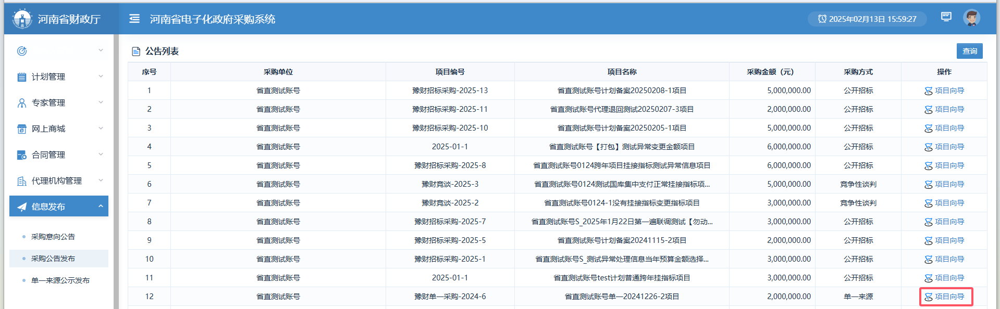 河南省财政厅
河南省电子化政府采购系统
2025年02月13日 15:59:27
计划管理
专家管理
网上商城
合同管理
代理机构管理
信息发布
采购意向公告
采购公告发布
单一来源公示发布
公告列表
查询
序号 采购单位 项目编号 项目名称 采购金额（元） 采购方式 操作
1 省直测试账号 豫财招标采购-2025-13 省直测试账号计划备案20250208-1项目 5,000,000.00 公开招标 项目向导
2 省直测试账号 豫财招标采购-2025-11 省直测试账号代理退回测试20250207-3项目 2,000,000.00 公开招标 项目向导
3 省直测试账号 豫财招标采购-2025-10 省直测试账号计划备案20250205-1项目 5,000,000.00 公开招标 项目向导
4 省直测试账号 2025-01-1 省直测试账号【打包】测试异常变更金额项目 6,000,000.00 公开招标 项目向导
5 省直测试账号 豫财招标采购-2025-8 省直测试账号0124跨年项目挂接指标测试异常信息项目 6,000,000.00 公开招标 项目向导
6 省直测试账号 豫财竞谈-2025-3 省直测试账号0124测试国库集中支付正常挂接指标项... 5,000,000.00 竞争性谈判 项目向导
7 省直测试账号 豫财竞谈-2025-2 省直测试账号0124-1没有挂接指标变更指标项目 3,000,000.00 竞争性谈判 项目向导
8 省直测试账号 豫财招标采购-2025-7 省直测试账号S_2025年1月22日第一遍联调测试【勿动... 3,000,000.00 公开招标 项目向导
9 省直测试账号 豫财招标采购-2025-5 省直测试账号计划备案20241115-2项目 2,000,000.00 公开招标 项目向导
10 省直测试账号 豫财招标采购-2025-1 省直测试账号S_测试异常处理信息当年预算金额选择... 3,000,000.00 公开招标 项目向导
11 省直测试账号 2025-01-1 省直测试账号test计划普通跨年挂指标项目 3,000,000.00 公开招标 项目向导
12 省直测试账号 豫财单一采购-2024-6 省直测试账号单一20241226-2项目 2,000,000.00 单一来源 项目向导